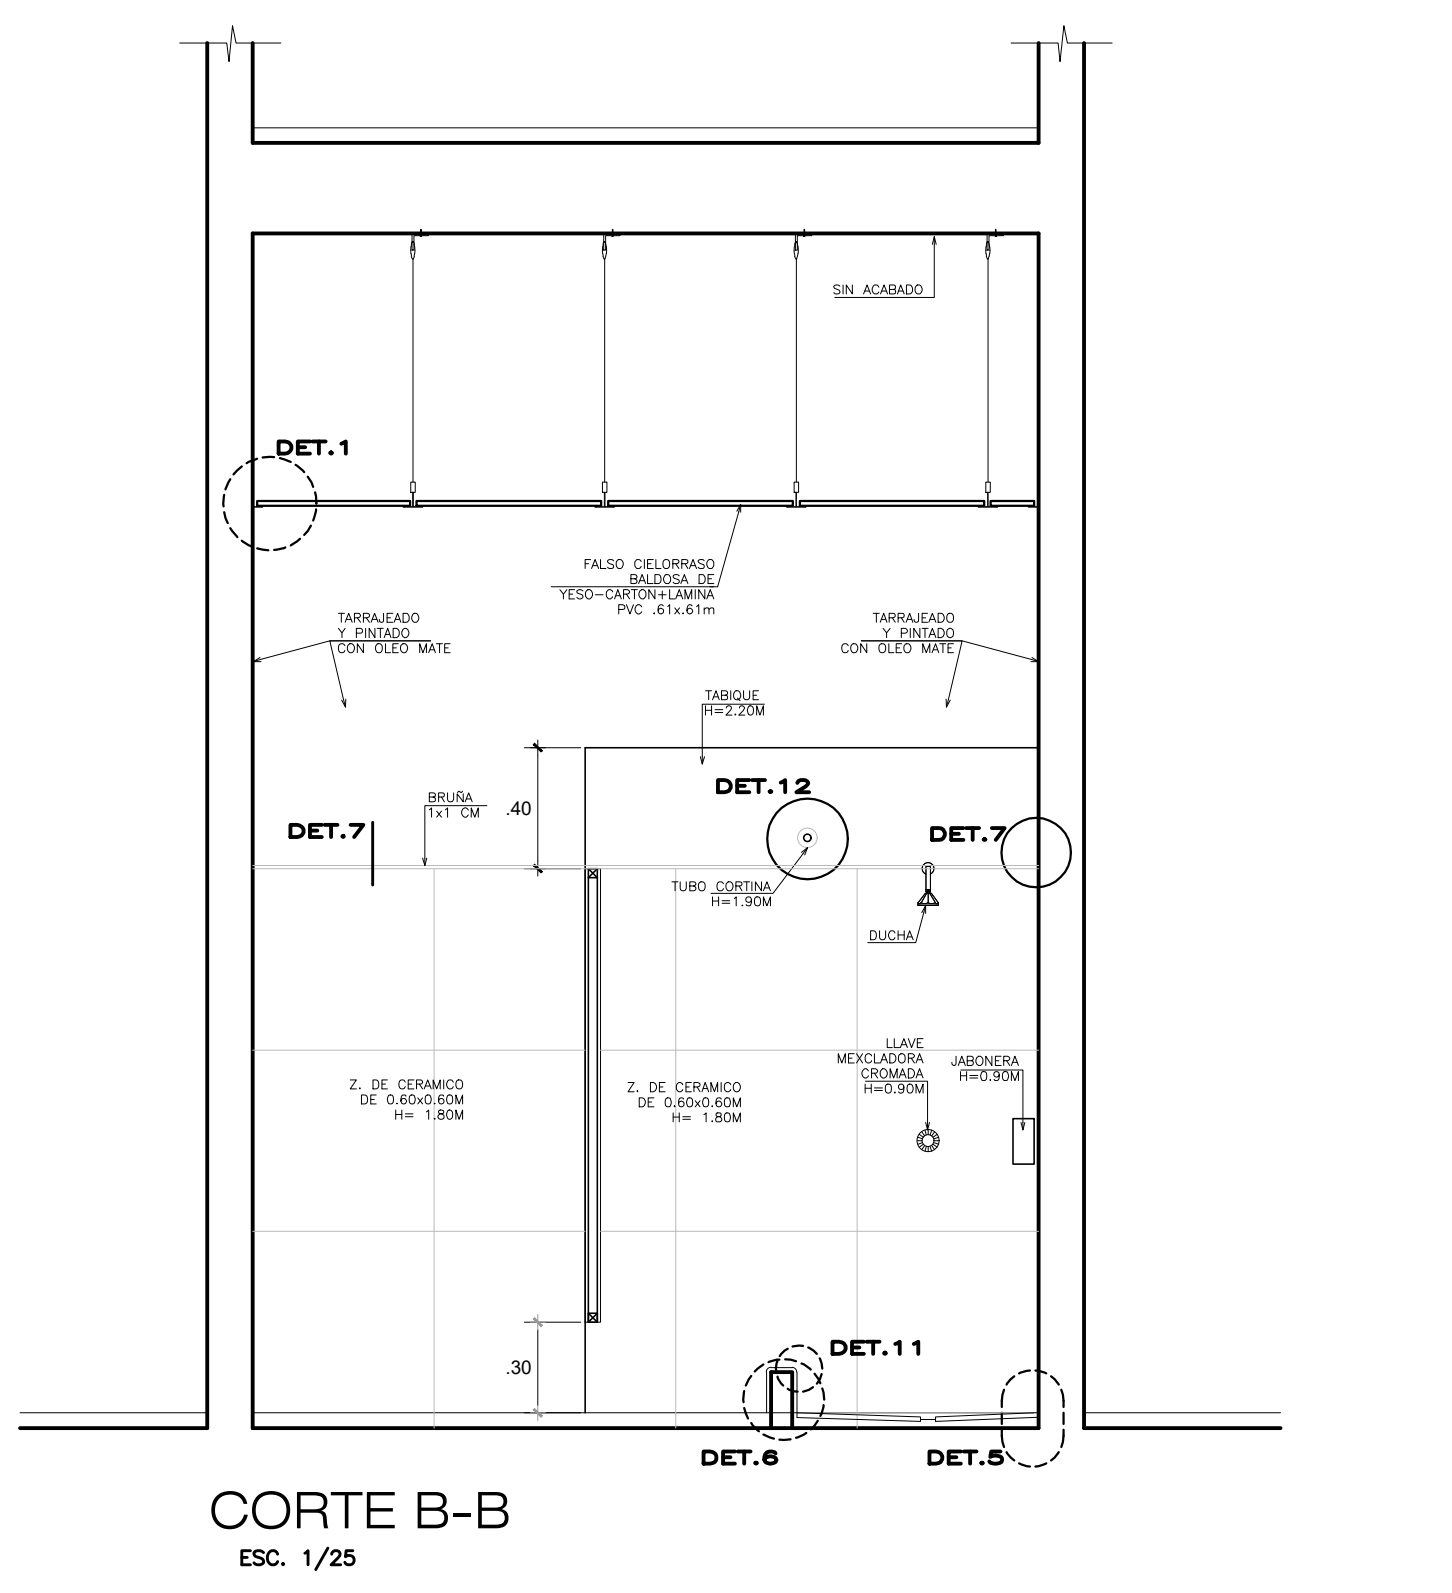 SIN ACABADO
DET.1
FALSO CIELORRASO
BALDOSA DE
YESO-CARTON+LAMINA
PVC .61x.61m
TARRAJEADO
Y PINTADO
CON OLEO MATE
TARRAJEADO
Y PINTADO
CON OLEO MATE
TABIQUE
H=2.20M
DET.12
BRUÑA
1x1 CM
.40
DET.7
DET.7
TUBO CORTINA
H=1.90M
DUCHA
LLAVE
MEXCLADORA
CROMADA
H=0.90M
JABONERA
H=0.90M
Z. DE CERAMICO
DE 0.60x0.60M
H= 1.80M
Z. DE CERAMICO
DE 0.60x0.60M
H= 1.80M
.30
DET.11
DET.6
DET.5
CORTE B-B
ESC. 1/25